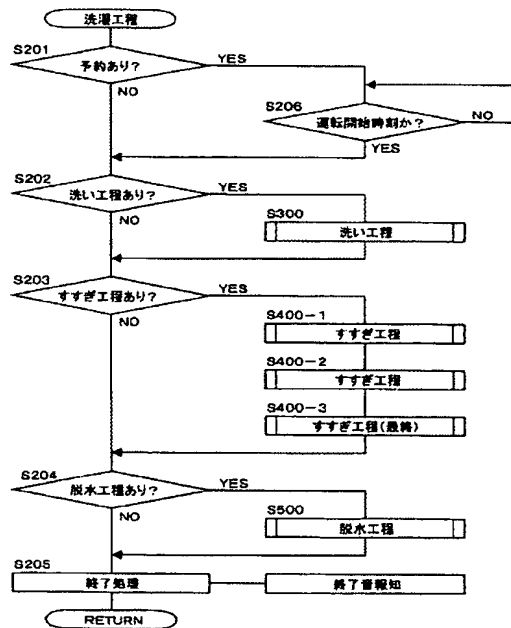 洗濯工程
S201
予約あり?
YES
NO
S206
運転開始時刻か?
NO
YES
S202
洗い工程あり?
YES
NO
S300
洗い工程
S203
すすぎ工程あり?
YES
NO
S400-1
すすぎ工程
S400-2
すすぎ工程
S400-3
すすぎ工程(最終)
S204
脱水工程あり?
YES
NO
S500
脱水工程
S205
終了処理
終了音報知
RETURN